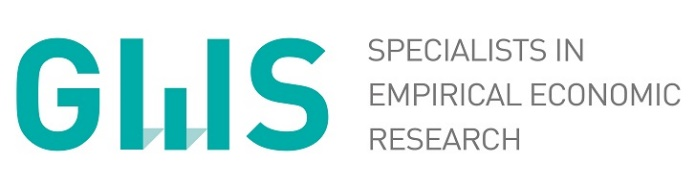 GWS
SPECIALISTS IN
EMPIRICAL ECONOMIC
RESEARCH